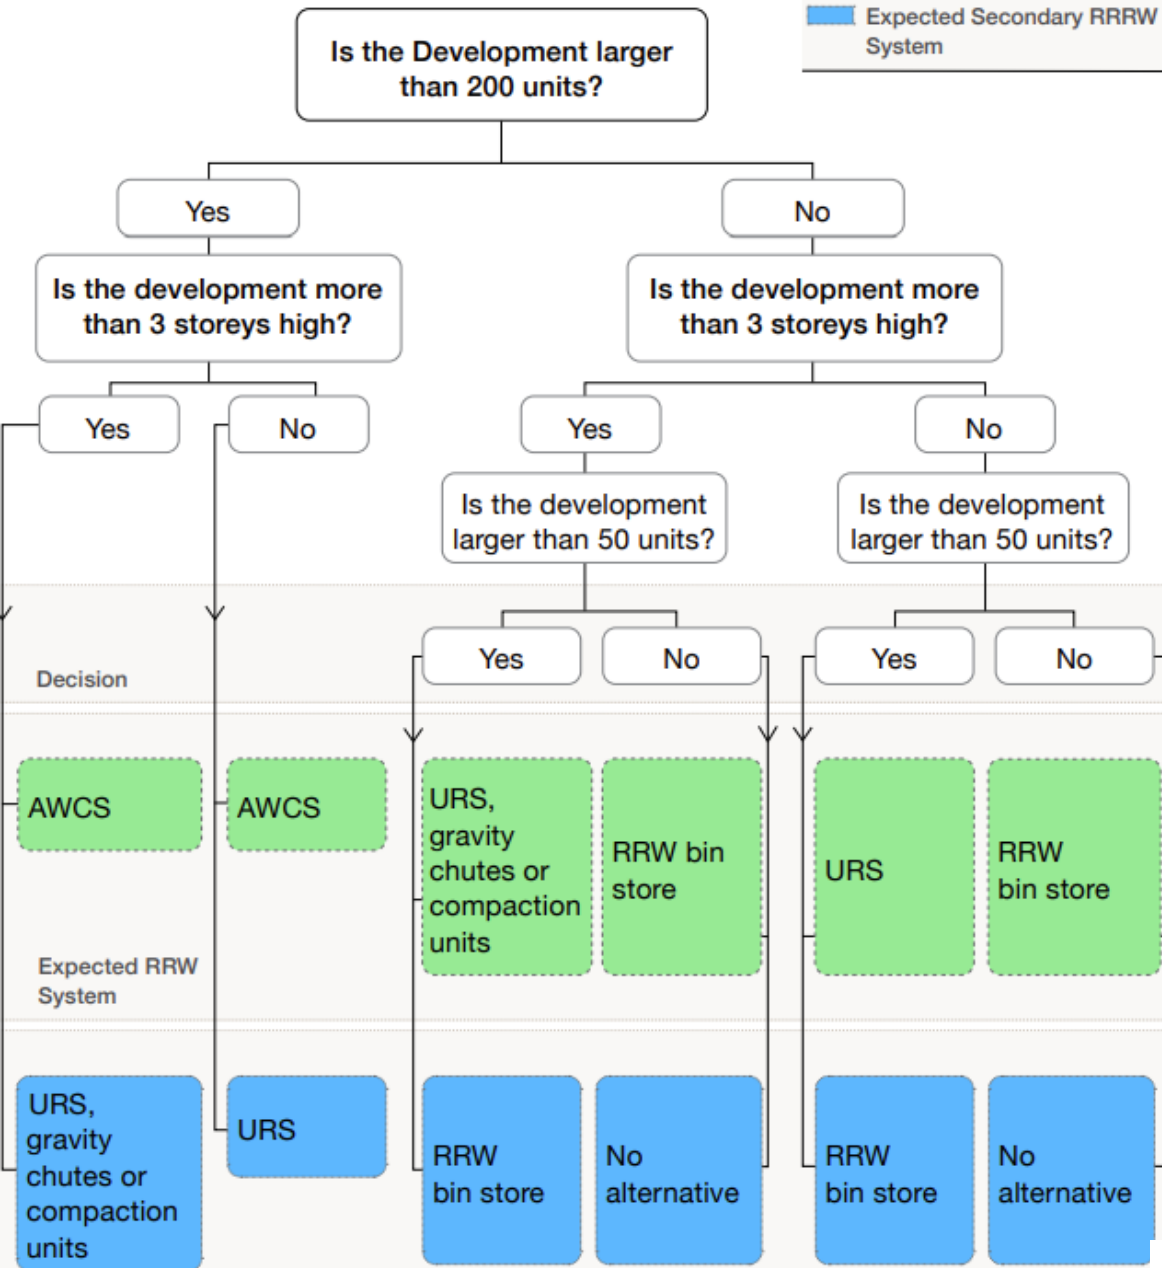 Expected Secondary RRRW
System
Is the Development larger
than 200 units?
Yes
No
Is the development more
than 3 storeys high?
Is the development more
than 3 storeys high?
Yes
No
Yes
No
Is the development
larger than 50 units?
Is the development
larger than 50 units?
Yes
No
Yes
No
Decision
AWCS
AWCS
URS,
gravity
chutes or
compaction
units
RRW bin
store
URS
RRW
bin store
Expected RRW
System
URS,
gravity
chutes or
compaction
units
URS
RRW
bin store
No
alternative
RRW
bin store
No
alternative